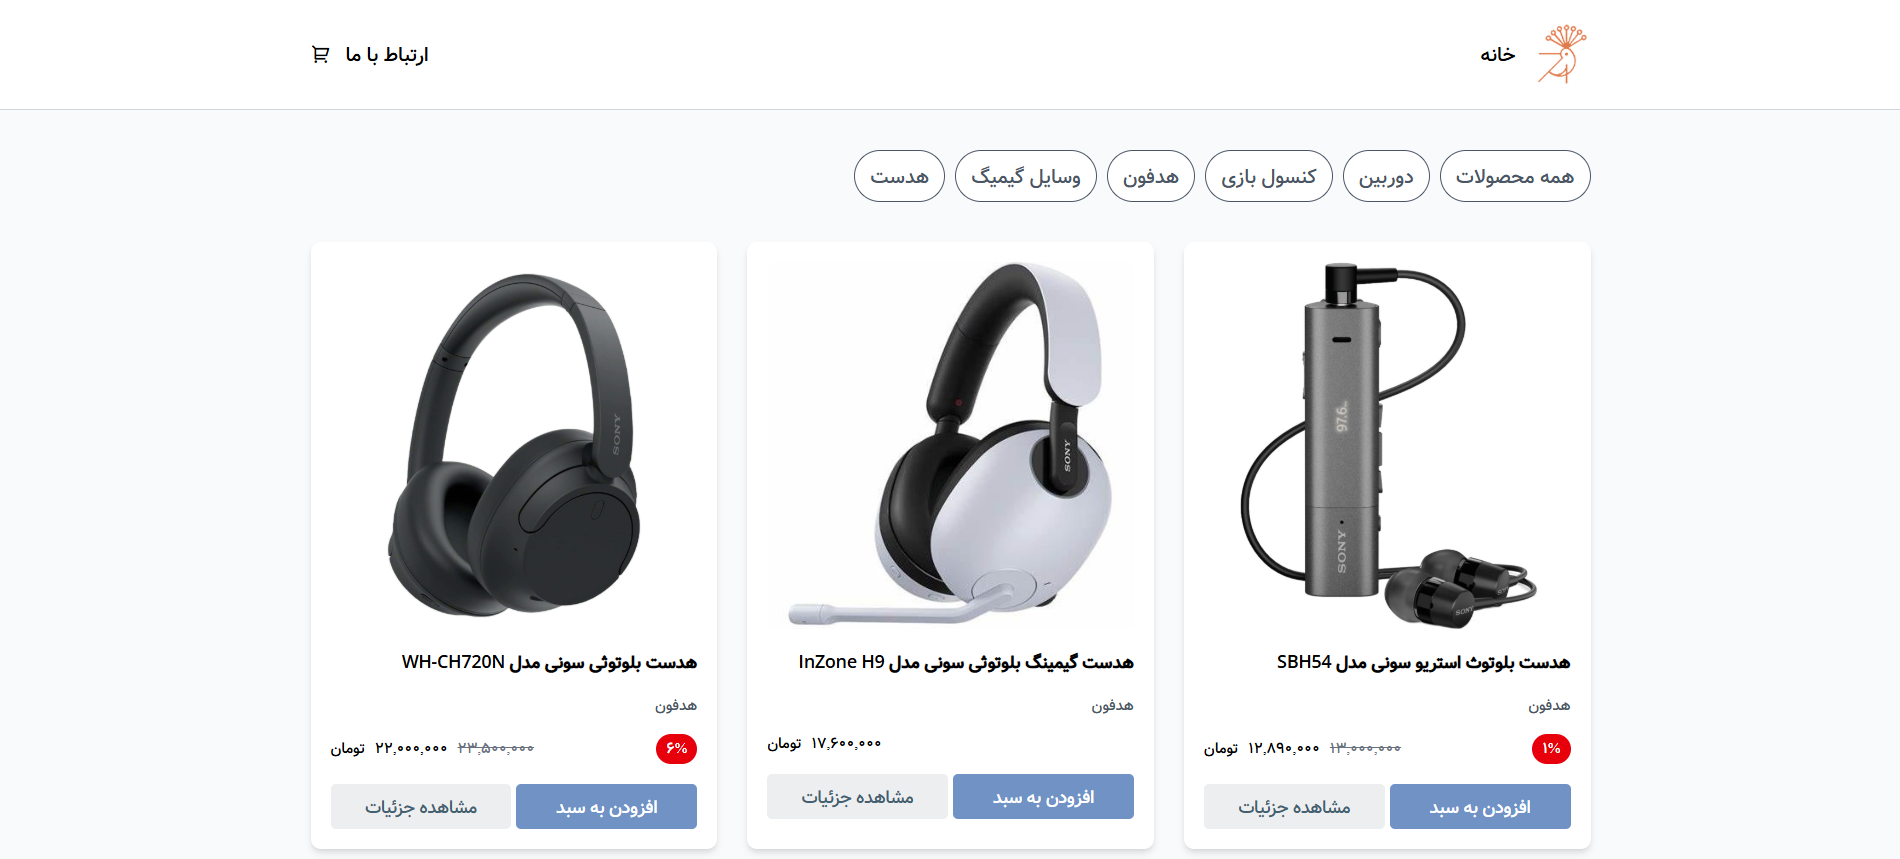 خانه
ارتباط با ما
همه محصولات
دوربین
کنسول بازی
هدفون
وسایل گیمیگ
هدست
97.6
SONY
SONY
هدست بلوتوث استریو سونی مدل SBH54
هدفون
۱%
۱۳,۰۰۰,۰۰۰ ۱۲,۸۹۰,۰۰۰ تومان
افزودن به سبد
مشاهده جزئیات
SONY
هدست گیمینگ بلوتوثی سونی مدل InZone H9
هدفون
۱۷,۶۰۰,۰۰۰ تومان
افزودن به سبد
مشاهده جزئیات
SONY
هدست بلوتوثی سونی مدل WH-CH720N
هدفون
۶%
۲۳,۵۰۰,۰۰۰ ۲۲,۰۰۰,۰۰۰ تومان
افزودن به سبد
مشاهده جزئیات